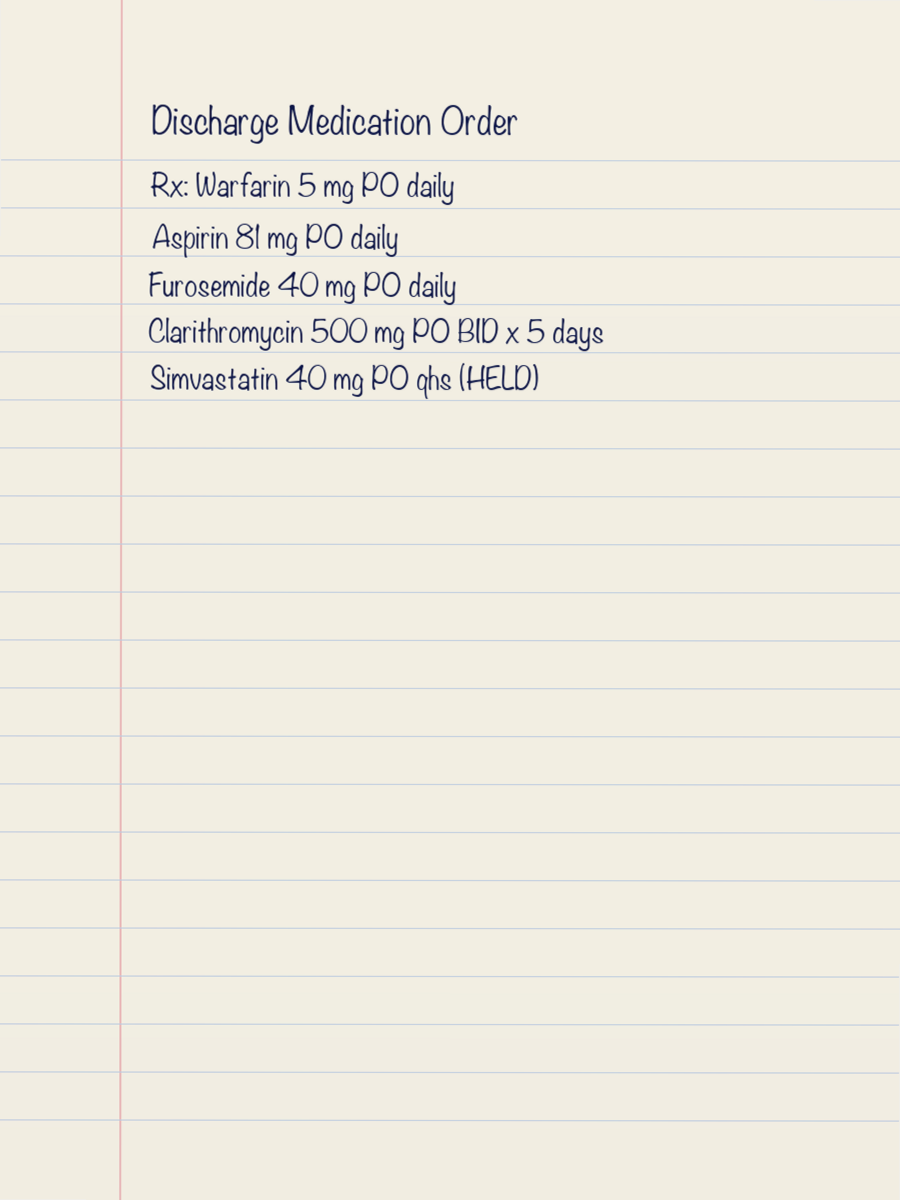 Discharge Medication Order
Rx: Warfarin 5 mg PO daily
Aspirin 81 mg PO daily
Furosemide 40 mg PO daily
Clarithromycin 500 mg PO BID x 5 days
Simvastatin 40 mg PO qhs (HELD)